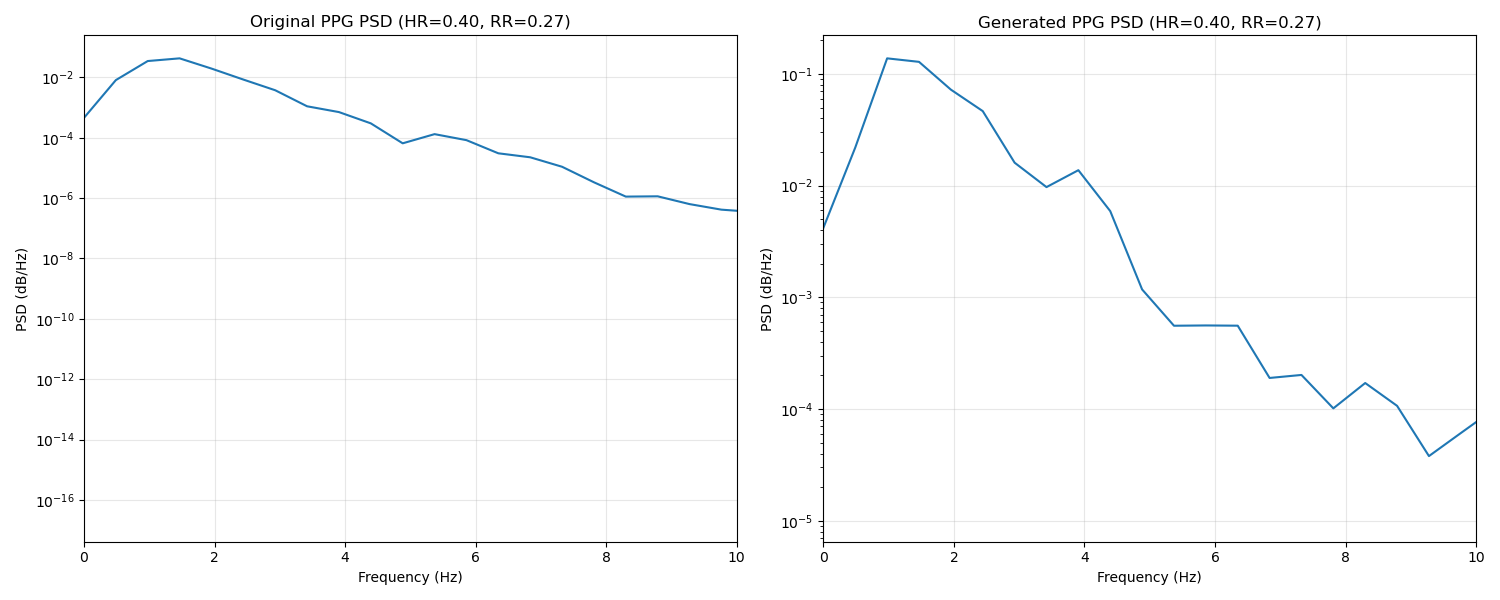 Original PPG PSD (HR=0.40, RR=0.27)
PSD (dB/Hz)
10⁻²
10⁻⁴
10⁻⁶
10⁻⁸
10⁻¹⁰
10⁻¹²
10⁻¹⁴
10⁻¹⁶
0 2 4 6 8 10
Frequency (Hz)
Generated PPG PSD (HR=0.40, RR=0.27)
PSD (dB/Hz)
10⁻¹
10⁻²
10⁻³
10⁻⁴
10⁻⁵
0 2 4 6 8 10
Frequency (Hz)